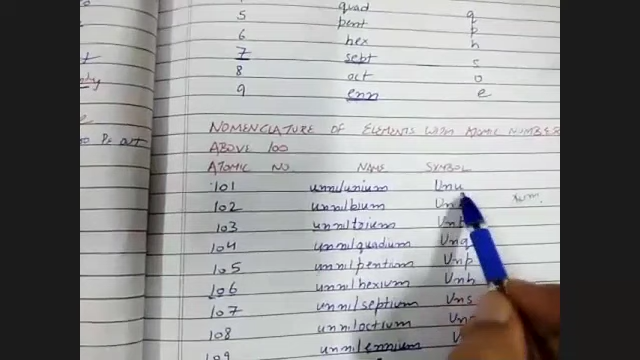 quad q
5 pent p
6 hex h
7 sept s
8 oct o
9 enn e
NOMENCLATURE OF ELEMENTS WITH ATOMIC NUMBER
ABOVE 100
ATOMIC NO. NAME SYMBOL
101 unnilunium Unu
102 unnilbium
103 unniltrium
104 unnilquadium Unq
105 unnilpentium Unp
106 unnilhexium Unh
107 unnilseptium Uns
108 unniloctium
109 unnilennium